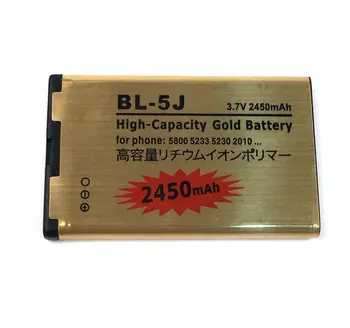 BL-5J
3.7V 2450mAh
High-Capacity Gold Battery
for phone: 5800 5233 5230 2010 ...
高容量リチウムイオンポリマー
2450mAh